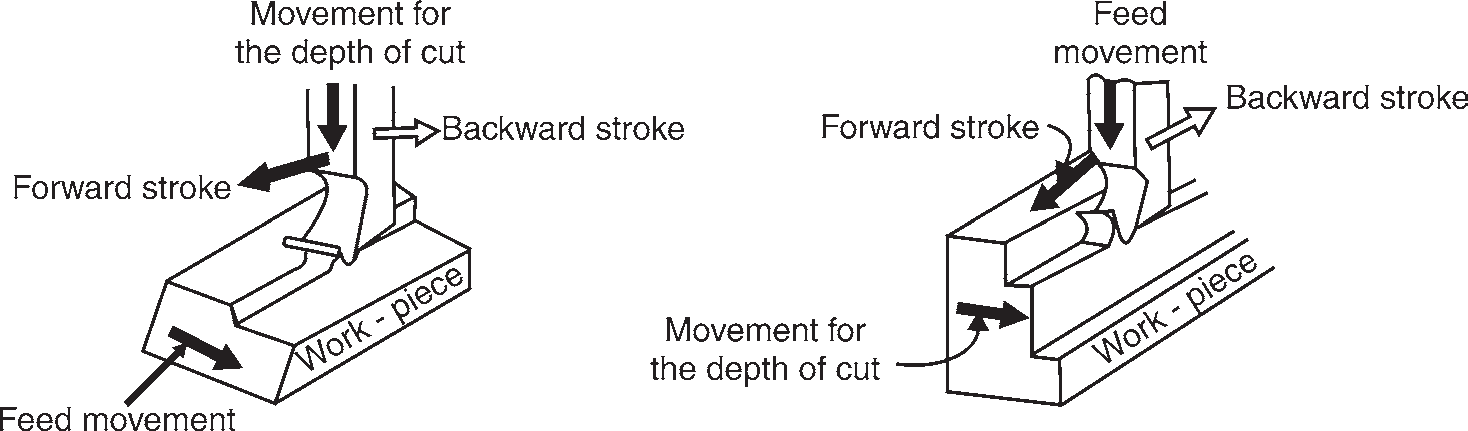 Movement for
the depth of cut
Backward stroke
Forward stroke
Work - piece
Feed movement
Feed
movement
Backward stroke
Forward stroke
Movement for
the depth of cut
Work - piece